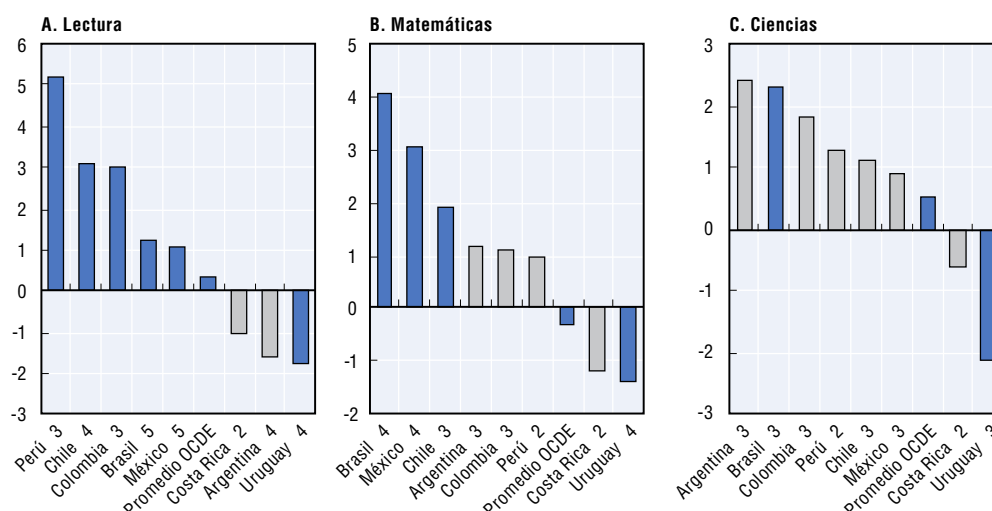 A. Lectura
6
5
4
3
2
1
0
-1
-2
-3
Perú 3
Chile 4
Colombia 3
Brasil 5
México 5
Promedio OCDE
Costa Rica 2
Argentina 4
Uruguay 4
B. Matemáticas
5
4
3
2
1
0
-1
-2
Brasil 4
México 4
Chile 3
Argentina 3
Colombia 3
Perú 2
Promedio OCDE
Costa Rica 2
Uruguay 4
C. Ciencias
3
2
1
0
-1
-2
-3
Argentina 3
Brasil 3
Colombia 3
Perú 2
Chile 3
México 3
Promedio OCDE
Costa Rica 2
Uruguay 3